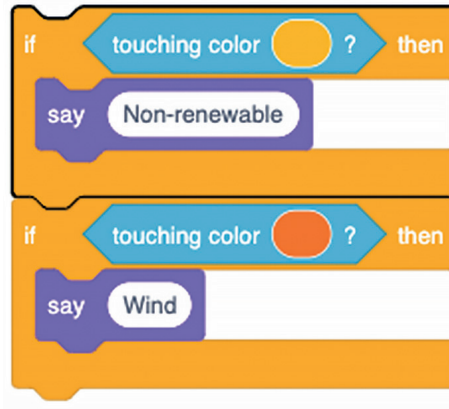 if touching color ? then
say Non-renewable
if touching color ? then
say Wind